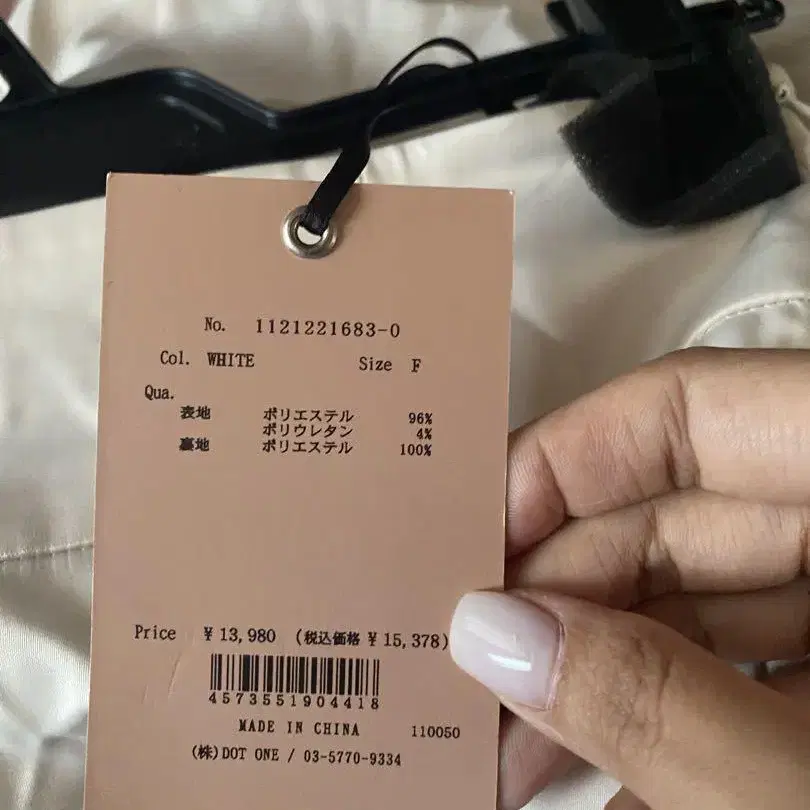 No. 1121221683-0
Col. WHITE Size F
Qua.
表地 ポリエステル 96%
ポリウレタン 4%
裏地 ポリエステル 100%
Price ¥ 13,980 (税込価格 ¥ 15,378)
4573551904418
MADE IN CHINA 110050
(株)DOT ONE / 03-5770-9334